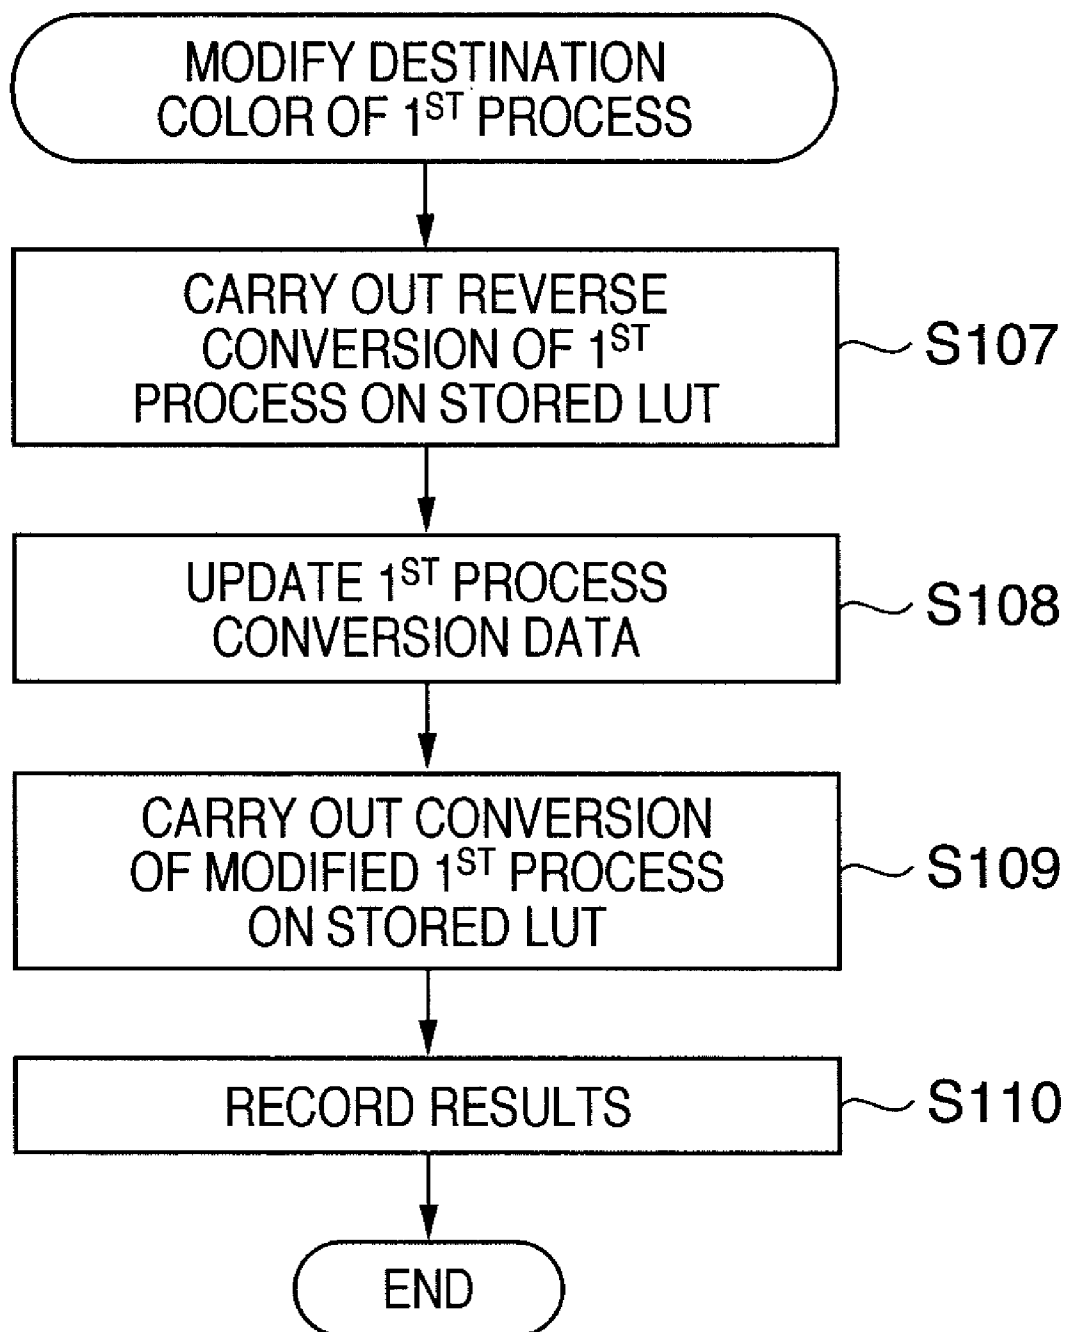 MODIFY DESTINATION
COLOR OF 1ST PROCESS
CARRY OUT REVERSE
CONVERSION OF 1ST
PROCESS ON STORED LUT
S107
UPDATE 1ST PROCESS
CONVERSION DATA
S108
CARRY OUT CONVERSION
OF MODIFIED 1ST PROCESS
ON STORED LUT
S109
RECORD RESULTS
S110
END